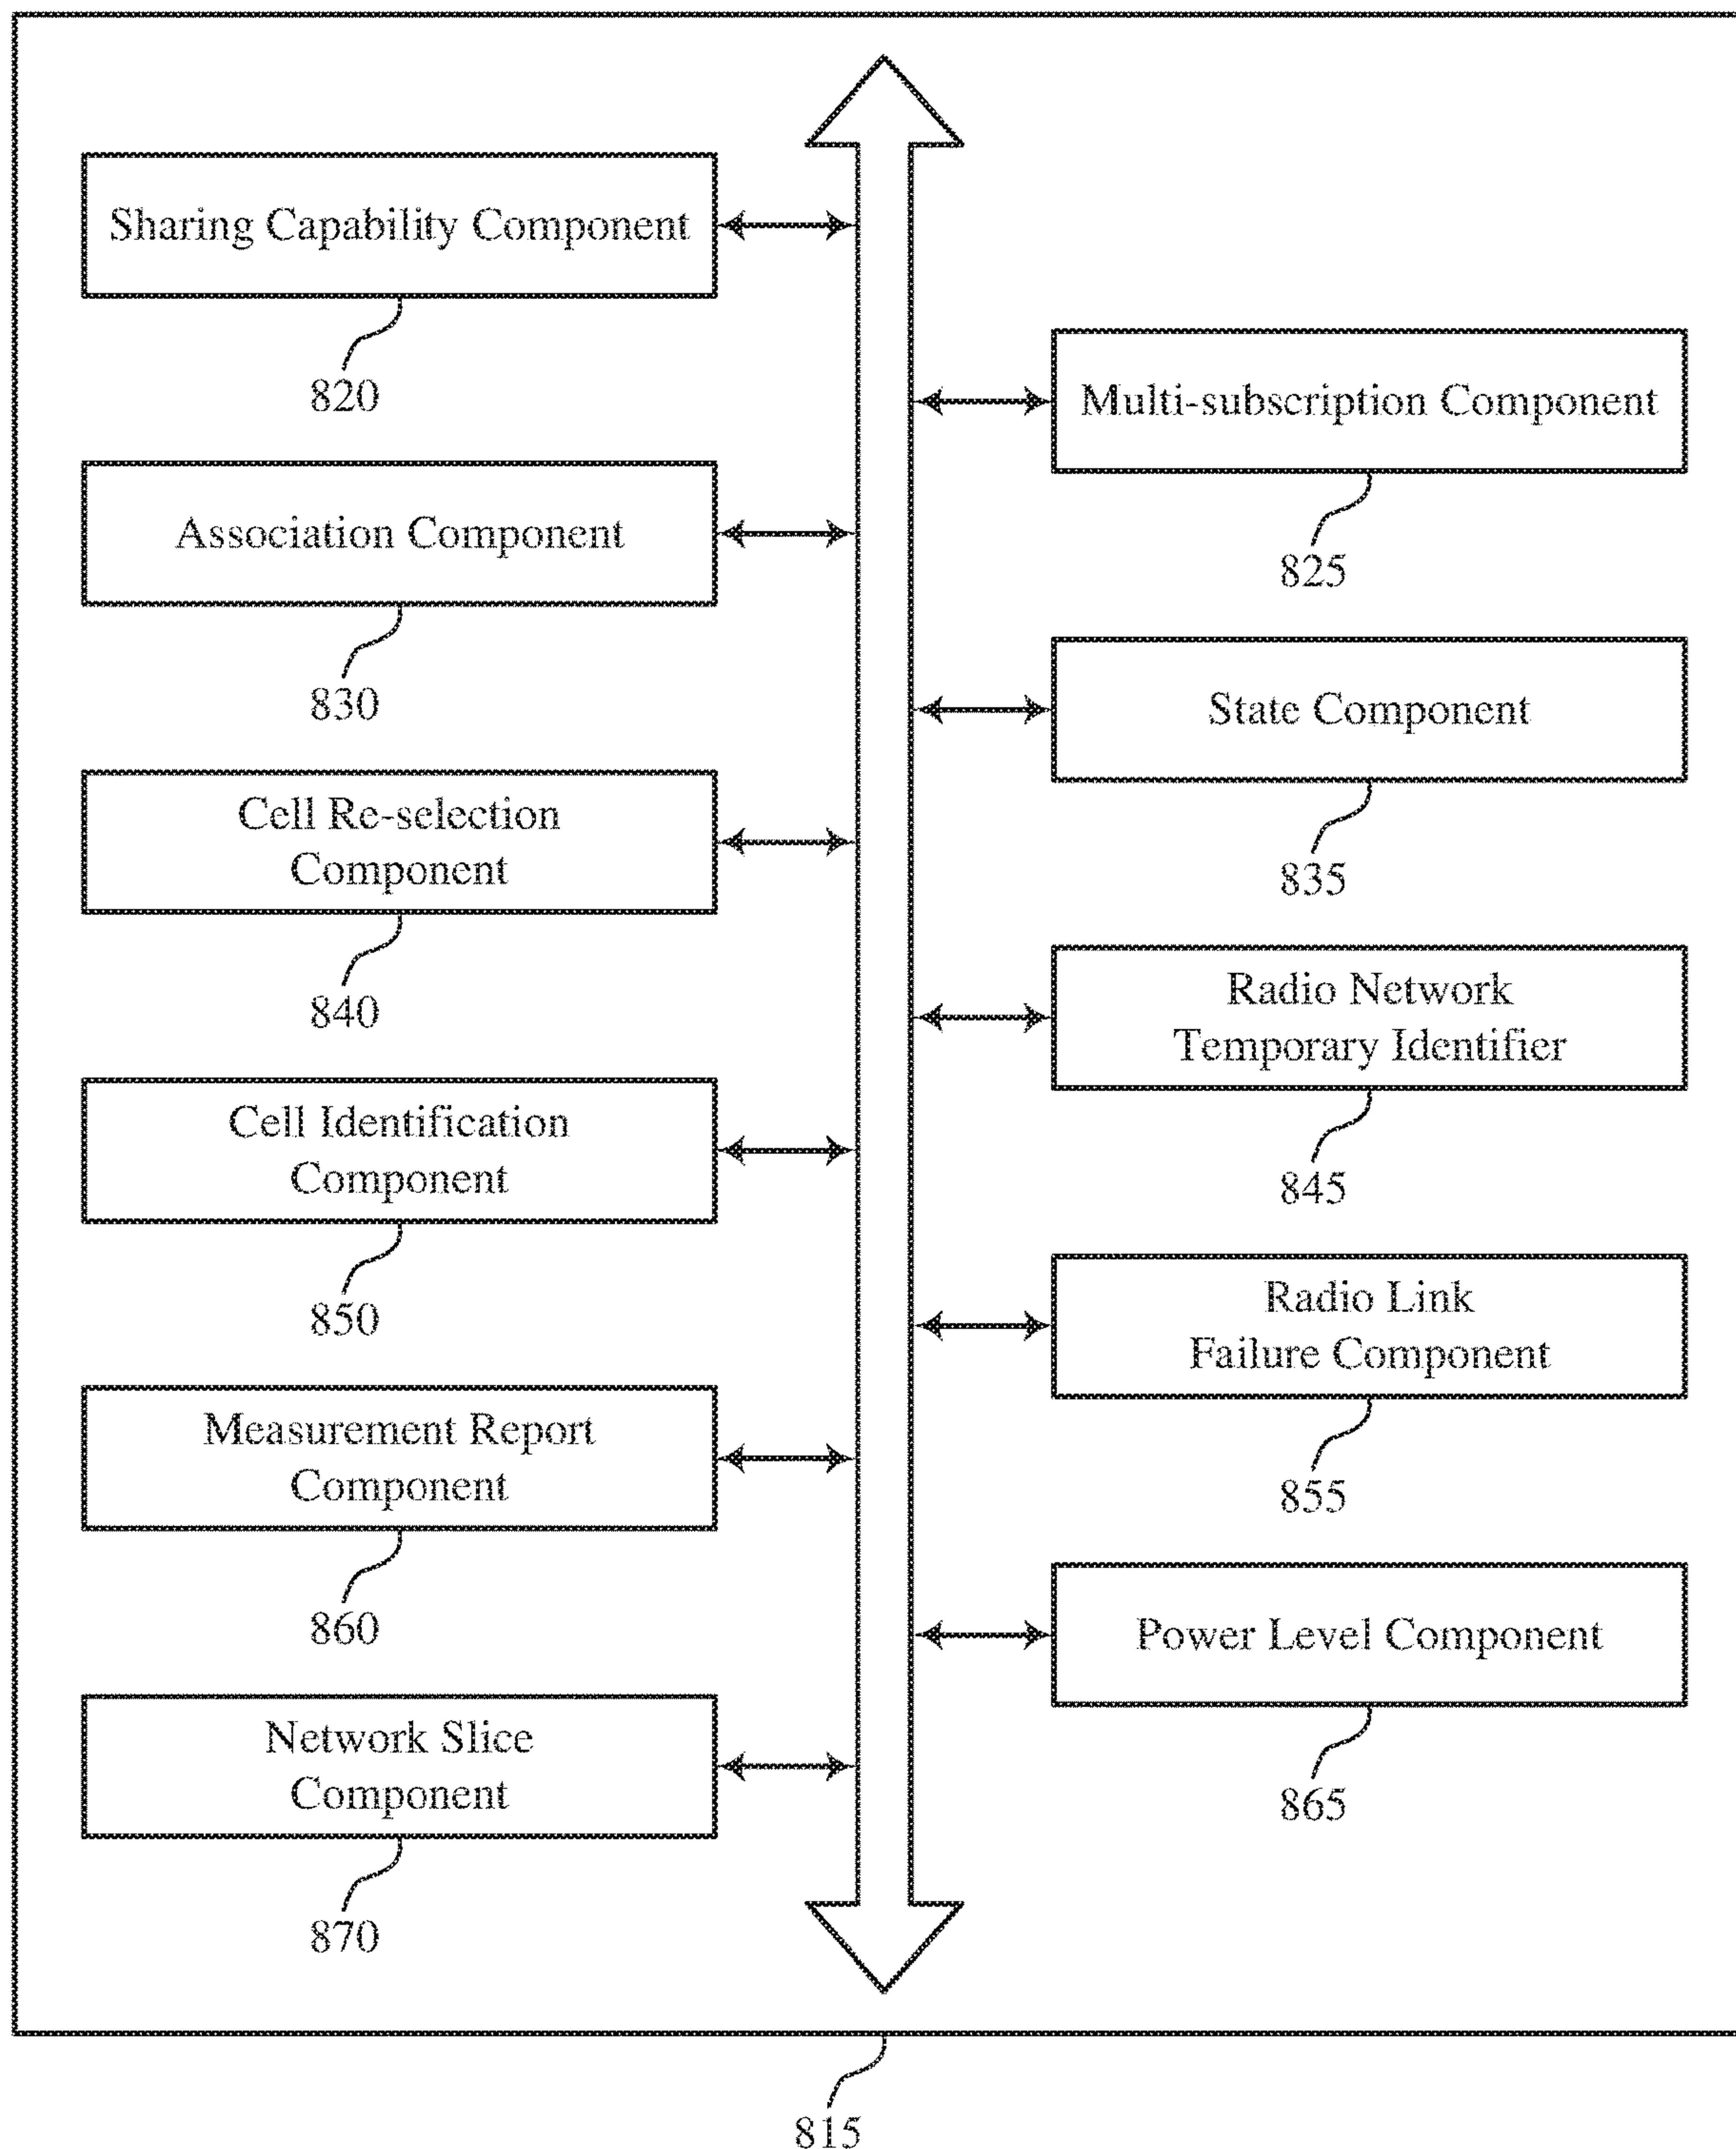 Sharing Capability Component
820
Multi-subscription Component
825
Association Component
830
State Component
835
Cell Re-selection
Component
840
Radio Network
Temporary Identifier
845
Cell Identification
Component
850
Radio Link
Failure Component
855
Measurement Report
Component
860
Power Level Component
865
Network Slice
Component
870
815